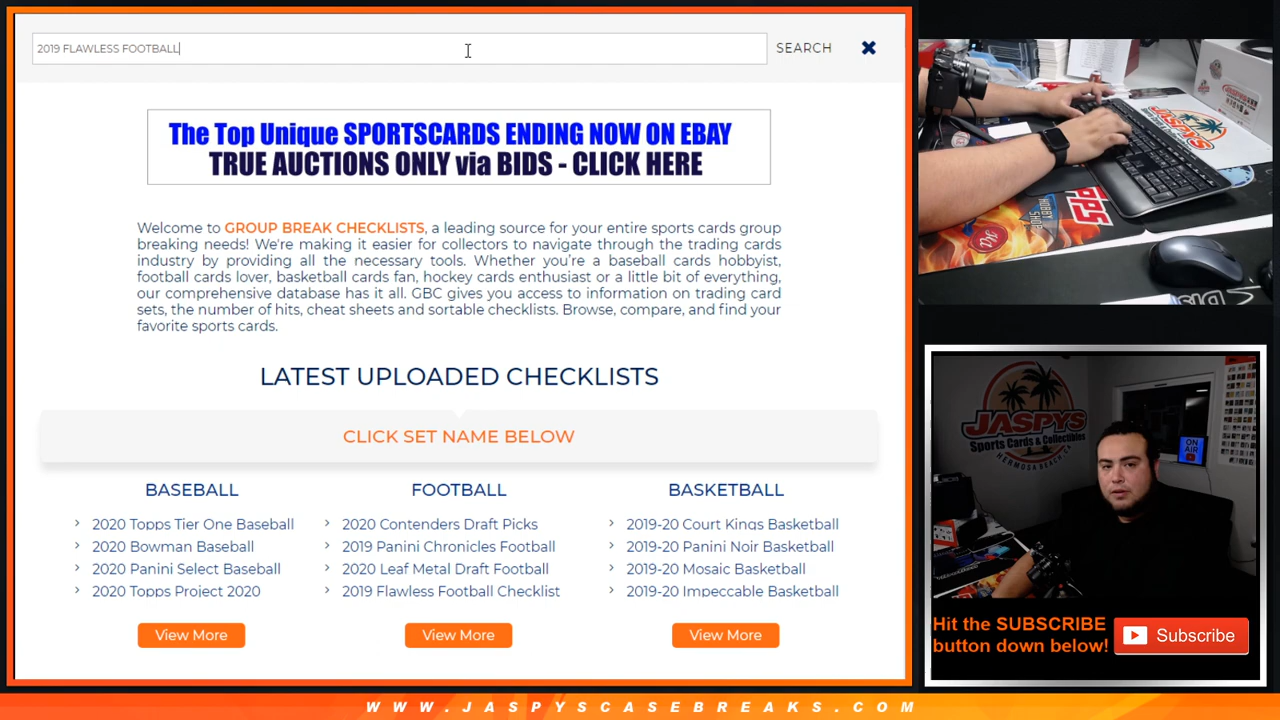 2019 FLAWLESS FOOTBALL
SEARCH
The Top Unique SPORTSCARDS ENDING NOW ON EBAY
TRUE AUCTIONS ONLY via BIDS - CLICK HERE
Welcome to GROUP BREAK CHECKLISTS, a leading source for your entire sports cards group
breaking needs! We're making it easier for collectors to navigate through the trading cards
industry by providing all the necessary tools. Whether you're a baseball cards hobbyist,
football cards lover, basketball cards fan, hockey cards enthusiast or a little bit of everything,
our comprehensive database has it all. GBC gives you access to information on trading card
sets, the number of hits, cheat sheets and sortable checklists. Browse, compare, and find your
favorite sports cards.
LATEST UPLOADED CHECKLISTS
CLICK SET NAME BELOW
BASEBALL
2020 Topps Tier One Baseball
2020 Bowman Baseball
2020 Panini Select Baseball
2020 Topps Project 2020
View More
FOOTBALL
2020 Contenders Draft Picks
2019 Panini Chronicles Football
2020 Leaf Metal Draft Football
2019 Flawless Football Checklist
View More
BASKETBALL
2019-20 Court Kings Basketball
2019-20 Panini Noir Basketball
2019-20 Mosaic Basketball
2019-20 Impeccable Basketball
View More
JASPYS
HOBBY
SHOP
JASPYS
Sports Cards & Collectibles
HERMOSA BEACH, CA
ON
AIR
Hit the SUBSCRIBE
button down below!
Subscribe
WWW.JASPYSCASEBREAKS.COM